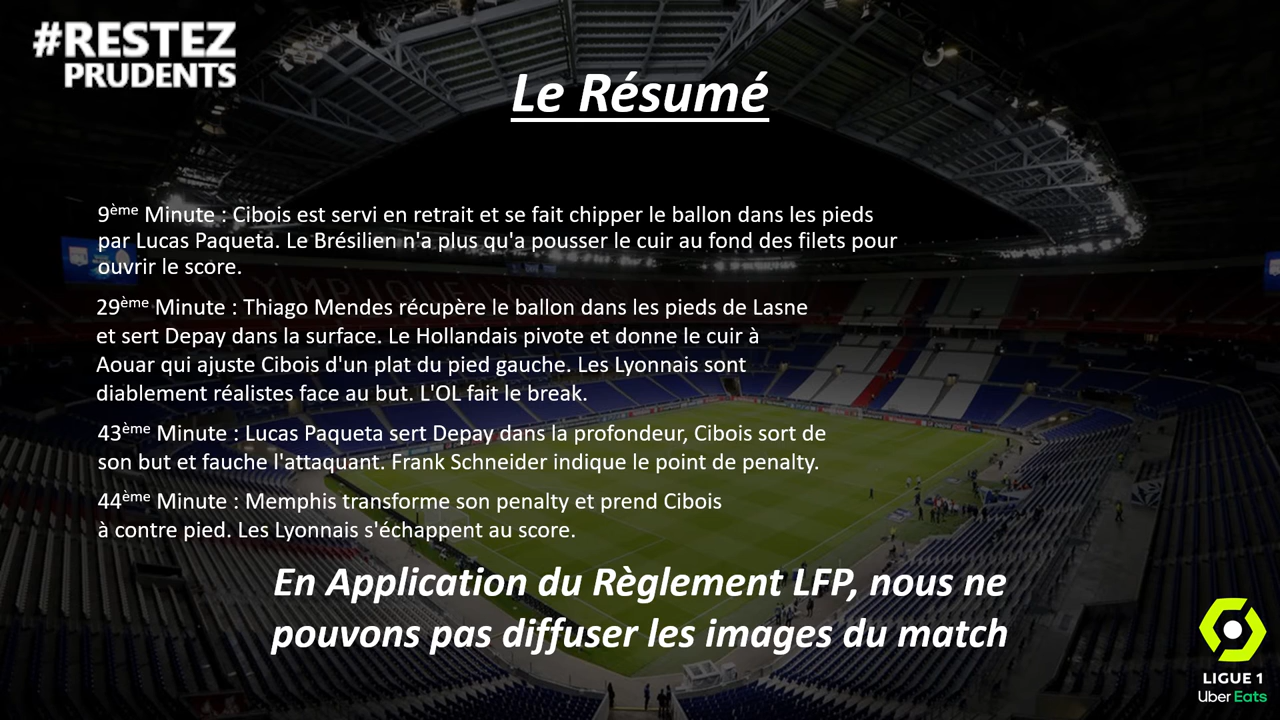 #RESTEZ
PRUDENTS
Le Résumé
9ème Minute : Cibois est servi en retrait et se fait chipper le ballon dans les pieds
par Lucas Paqueta. Le Brésilien n'a plus qu'a pousser le cuir au fond des filets pour
ouvrir le score.
29ème Minute : Thiago Mendes récupère le ballon dans les pieds de Lasne
et sert Depay dans la surface. Le Hollandais pivote et donne le cuir à
Aouar qui ajuste Cibois d'un plat du pied gauche. Les Lyonnais sont
diablement réalistes face au but. L'OL fait le break.
43ème Minute : Lucas Paqueta sert Depay dans la profondeur, Cibois sort de
son but et fauche l'attaquant. Frank Schneider indique le point de penalty.
44ème Minute : Memphis transforme son penalty et prend Cibois
à contre pied. Les Lyonnais s'échappent au score.
En Application du Règlement LFP, nous ne
pouvons pas diffuser les images du match
LIGUE 1
Uber Eats